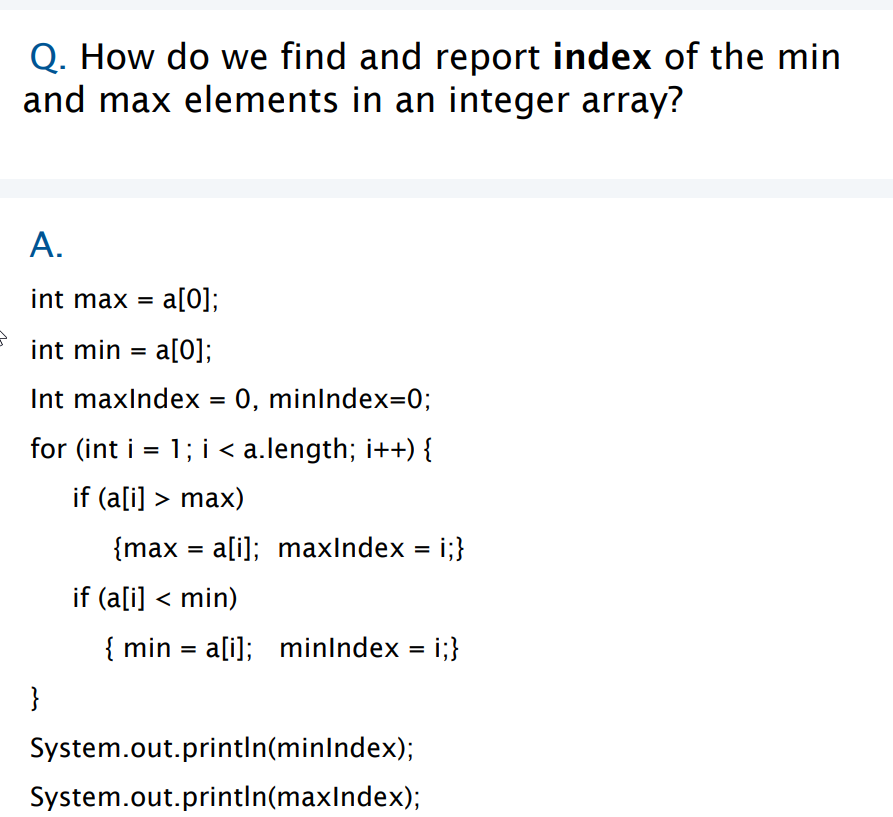 Q. How do we find and report index of the min
and max elements in an integer array?
A.
int max = a[0];
int min = a[0];
Int maxIndex = 0, minIndex=0;
for (int i = 1; i < a.length; i++) {
if (a[i] > max)
{max = a[i]; maxIndex = i;}
if (a[i] < min)
{ min = a[i]; minIndex = i;}
}
System.out.println(minIndex);
System.out.println(maxIndex);